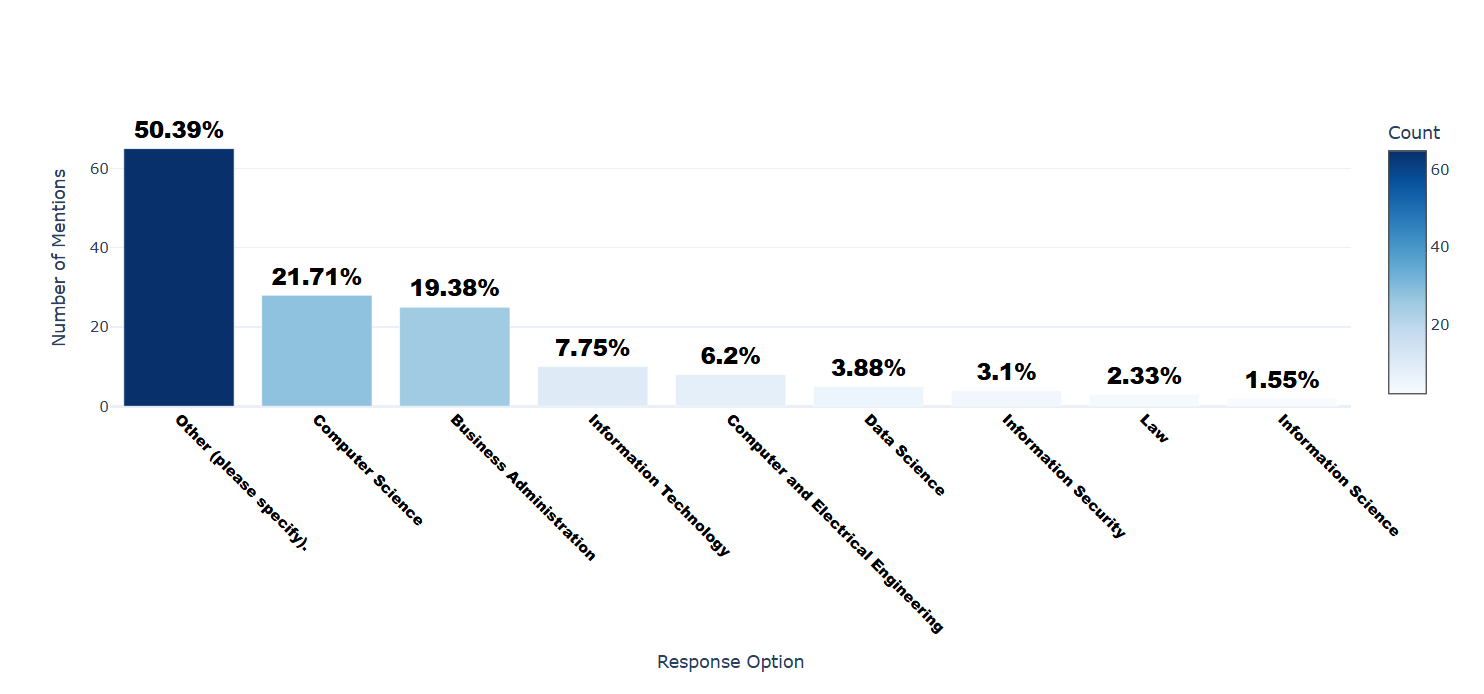 50.39%
21.71%
19.38%
7.75%
6.2%
3.88%
3.1%
2.33%
1.55%
Number of Mentions
60
40
20
0
Other (please specify).
Computer Science
Business Administration
Information Technology
Computer and Electrical Engineering
Data Science
Information Security
Law
Information Science
Response Option
Count
60
40
20